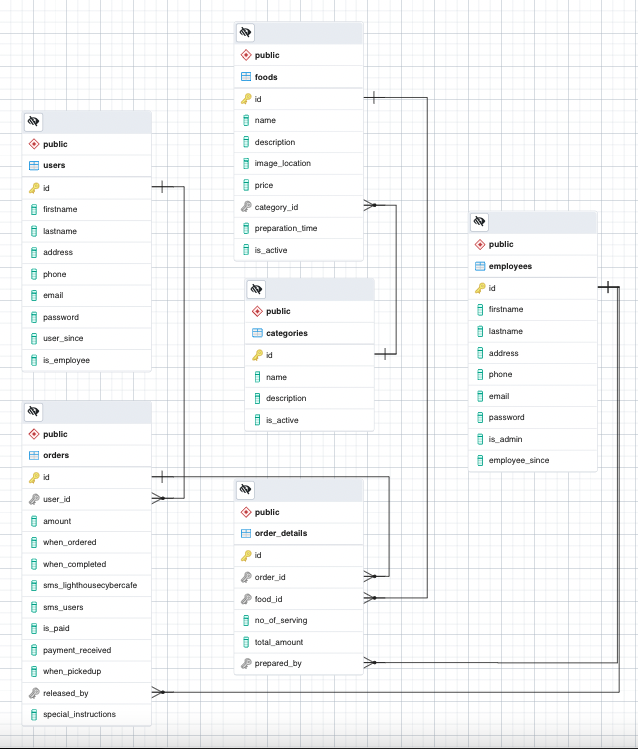 public
foods
id
name
description
image_location
price
category_id
preparation_time
is_active
public
users
id
firstname
lastname
address
phone
email
password
user_since
is_employee
public
employees
id
firstname
lastname
address
phone
email
password
is_admin
employee_since
public
categories
id
name
description
is_active
public
orders
id
user_id
amount
when_ordered
when_completed
sms_lighthousecybercafe
sms_users
is_paid
payment_received
when_pickedup
released_by
special_instructions
public
order_details
id
order_id
food_id
no_of_serving
total_amount
prepared_by